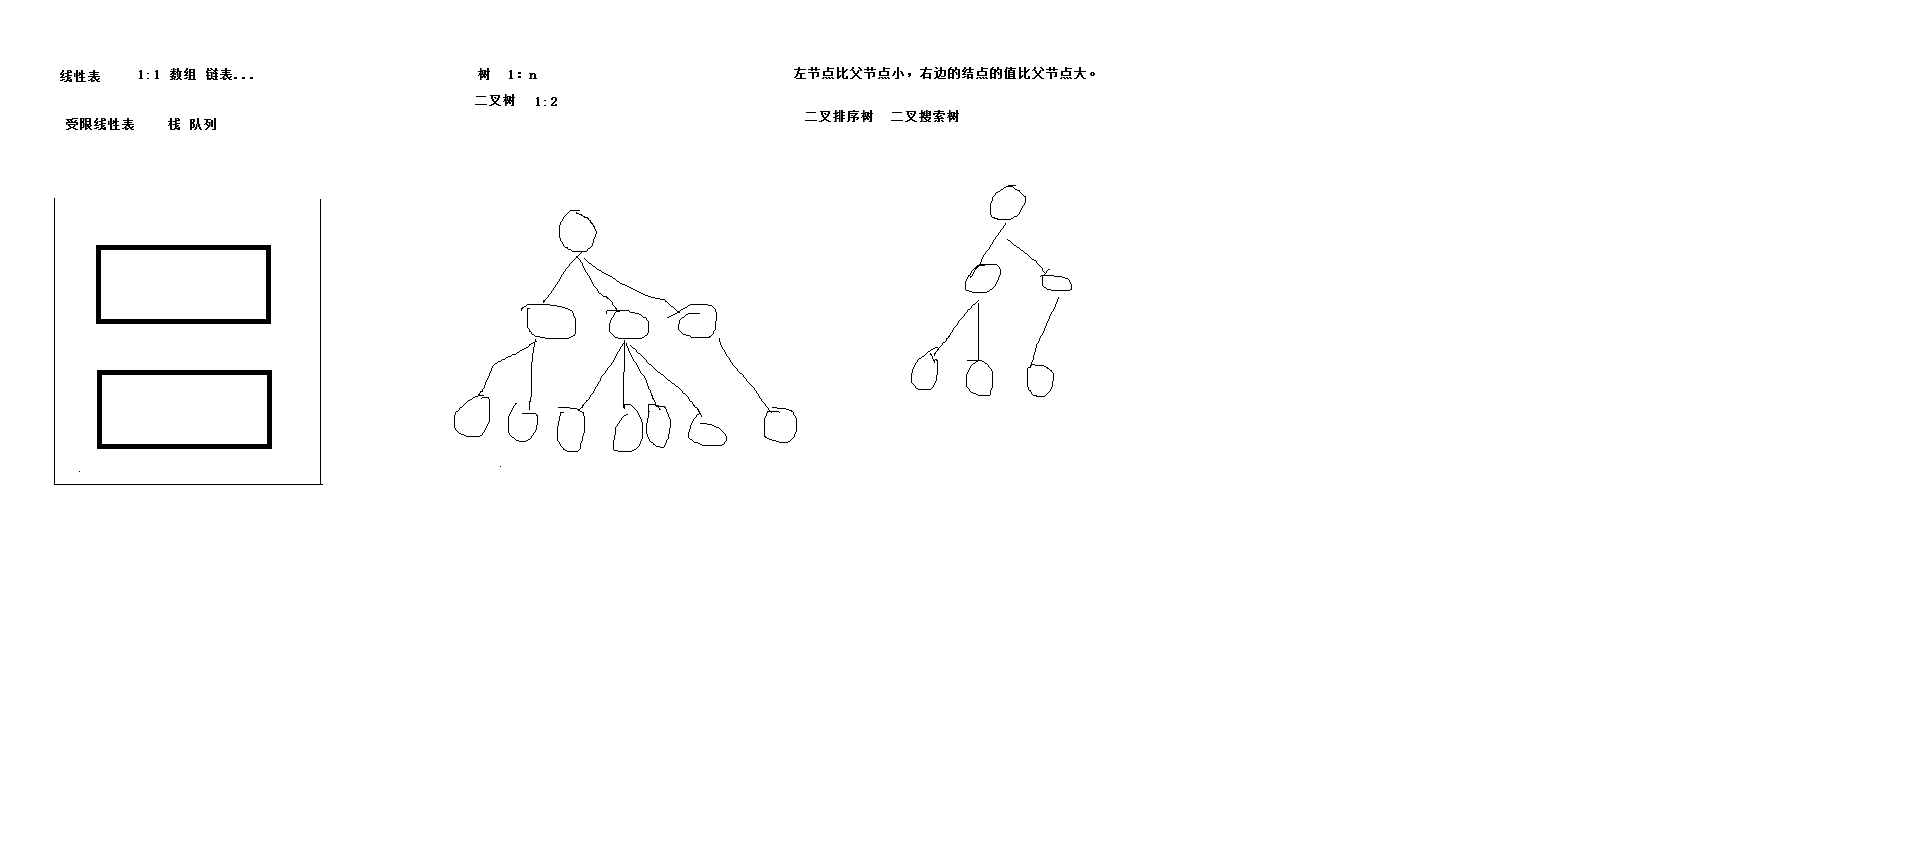 线性表 1:1 数组 链表...
受限线性表 栈 队列
树 1：n
二叉树 1:2
左节点比父节点小，右边的结点的值比父节点大。
二叉排序树 二叉搜索树